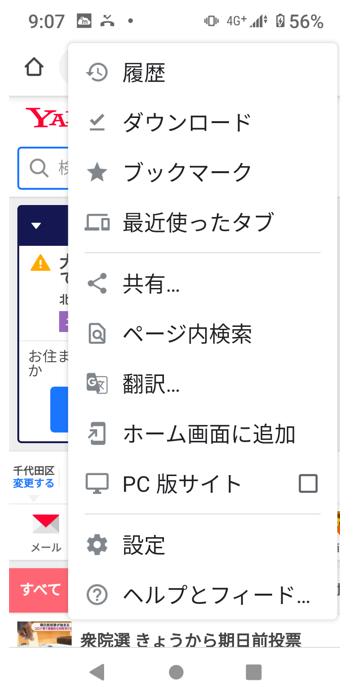 9:07 4G+ 56%
履歴
ダウンロード
ブックマーク
最近使ったタブ
共有...
ページ内検索
翻訳...
ホーム画面に追加
PC 版サイト
設定
ヘルプとフィード...
YA
検
北
お住ま
か
千代田区
変更する
メール
すべて
衆院選 きょうから期日前投票